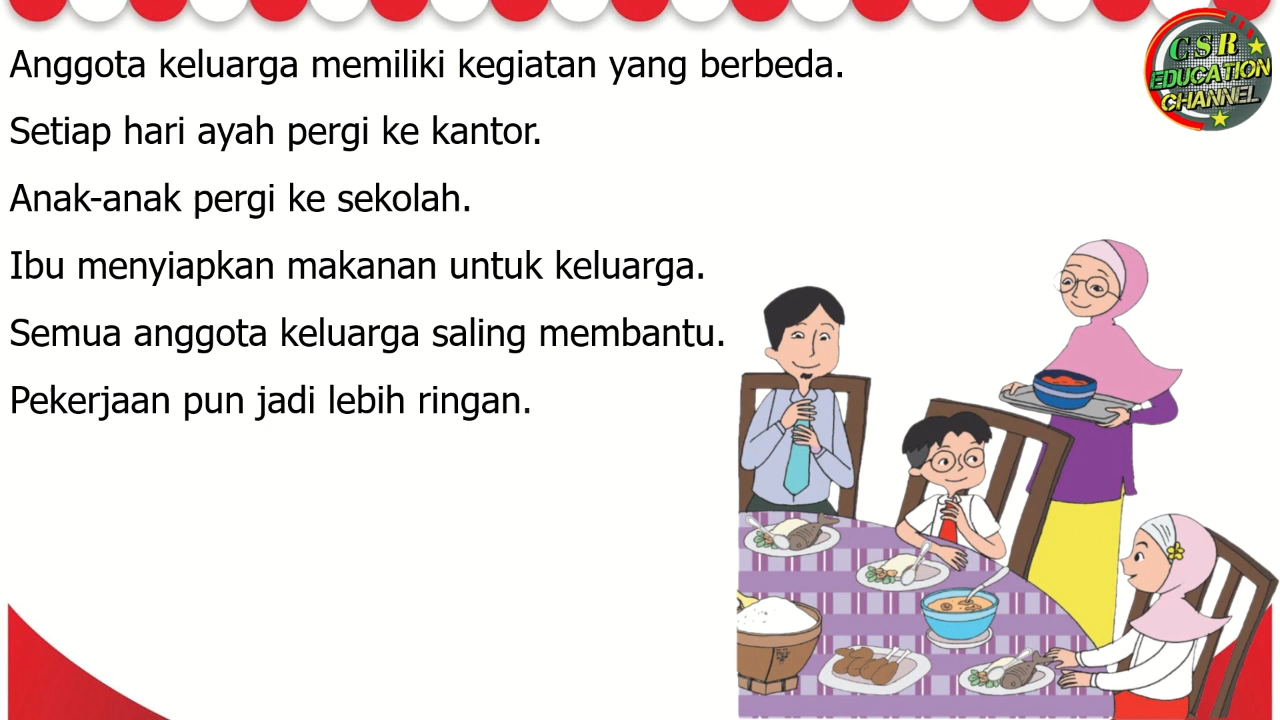 Anggota keluarga memiliki kegiatan yang berbeda.
Setiap hari ayah pergi ke kantor.
Anak-anak pergi ke sekolah.
Ibu menyiapkan makanan untuk keluarga.
Semua anggota keluarga saling membantu.
Pekerjaan pun jadi lebih ringan.
CSR
EDUCATION
CHANNEL